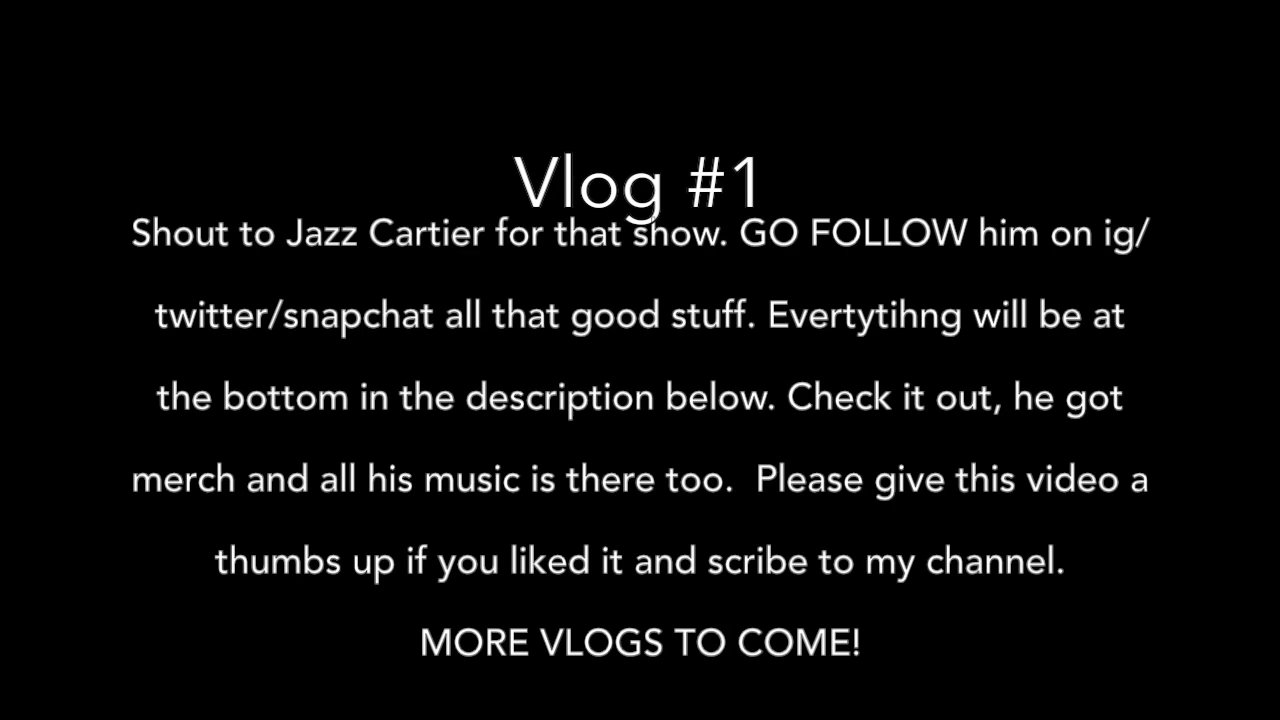 Vlog #1
Shout to Jazz Cartier for that show. GO FOLLOW him on ig/
twitter/snapchat all that good stuff. Evertytihng will be at
the bottom in the description below. Check it out, he got
merch and all his music is there too.  Please give this video a
thumbs up if you liked it and scribe to my channel.
MORE VLOGS TO COME!